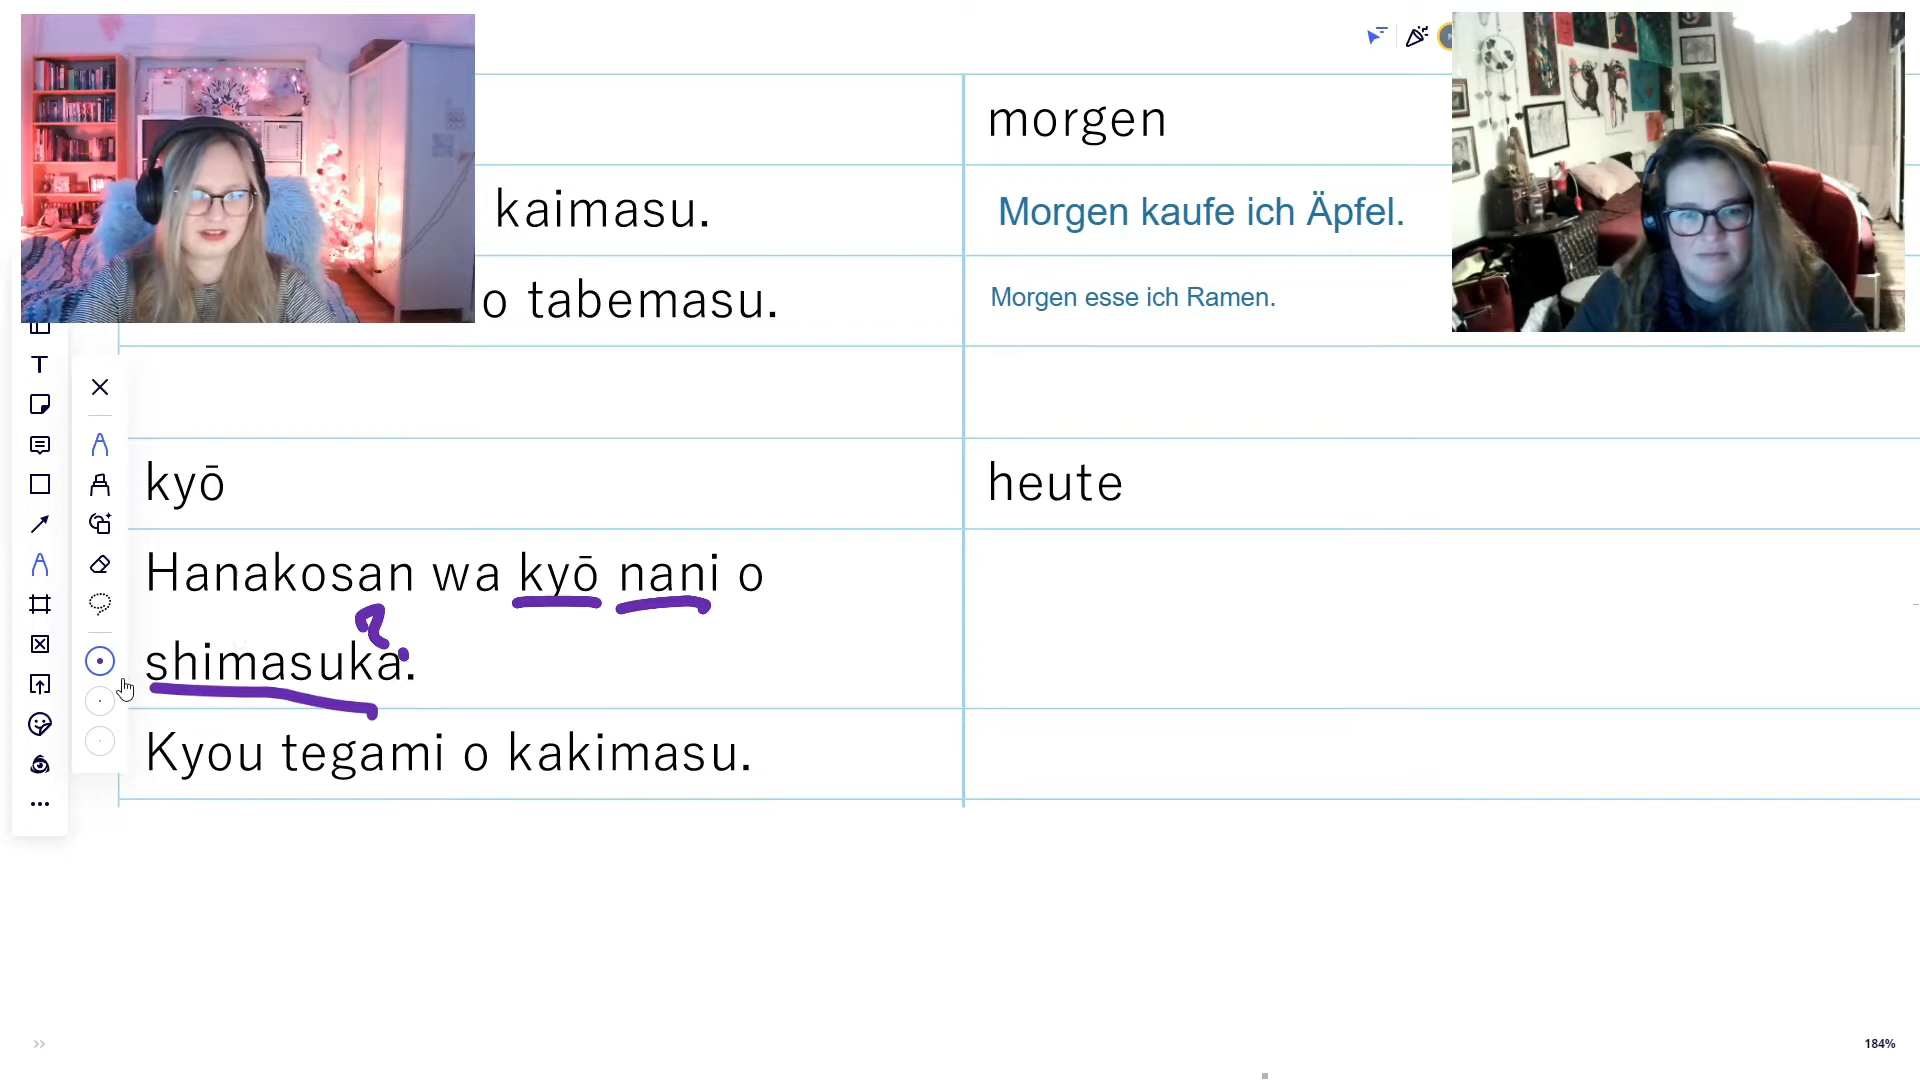 morgen
kaimasu.
Morgen kaufe ich Äpfel.
o tabemasu.
Morgen esse ich Ramen.
kyō
heute
Hanakosan wa kyō nani o
?
shimasuka.
Kyou tegami o kakimasu.
184%